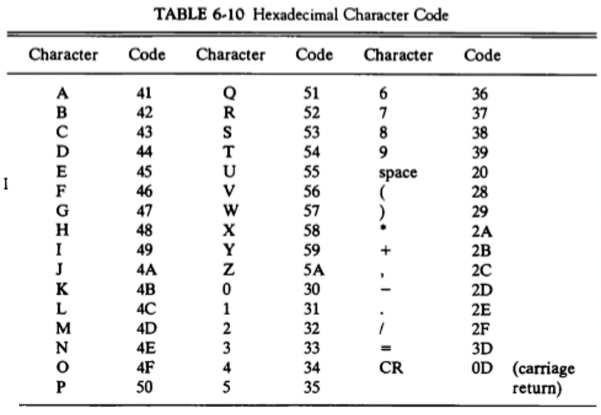 TABLE 6-10 Hexadecimal Character Code
Character Code Character Code Character Code
A 41 Q 51 6 36
B 42 R 52 7 37
C 43 S 53 8 38
D 44 T 54 9 39
E 45 U 55 space 20
F 46 V 56 ( 28
G 47 W 57 ) 29
H 48 X 58 * 2A
I 49 Y 59 + 2B
J 4A Z 5A , 2C
K 4B 0 30 − 2D
L 4C 1 31 . 2E
M 4D 2 32 / 2F
N 4E 3 33 = 3D
O 4F 4 34 CR 0D (carriage
P 50 5 35 return)